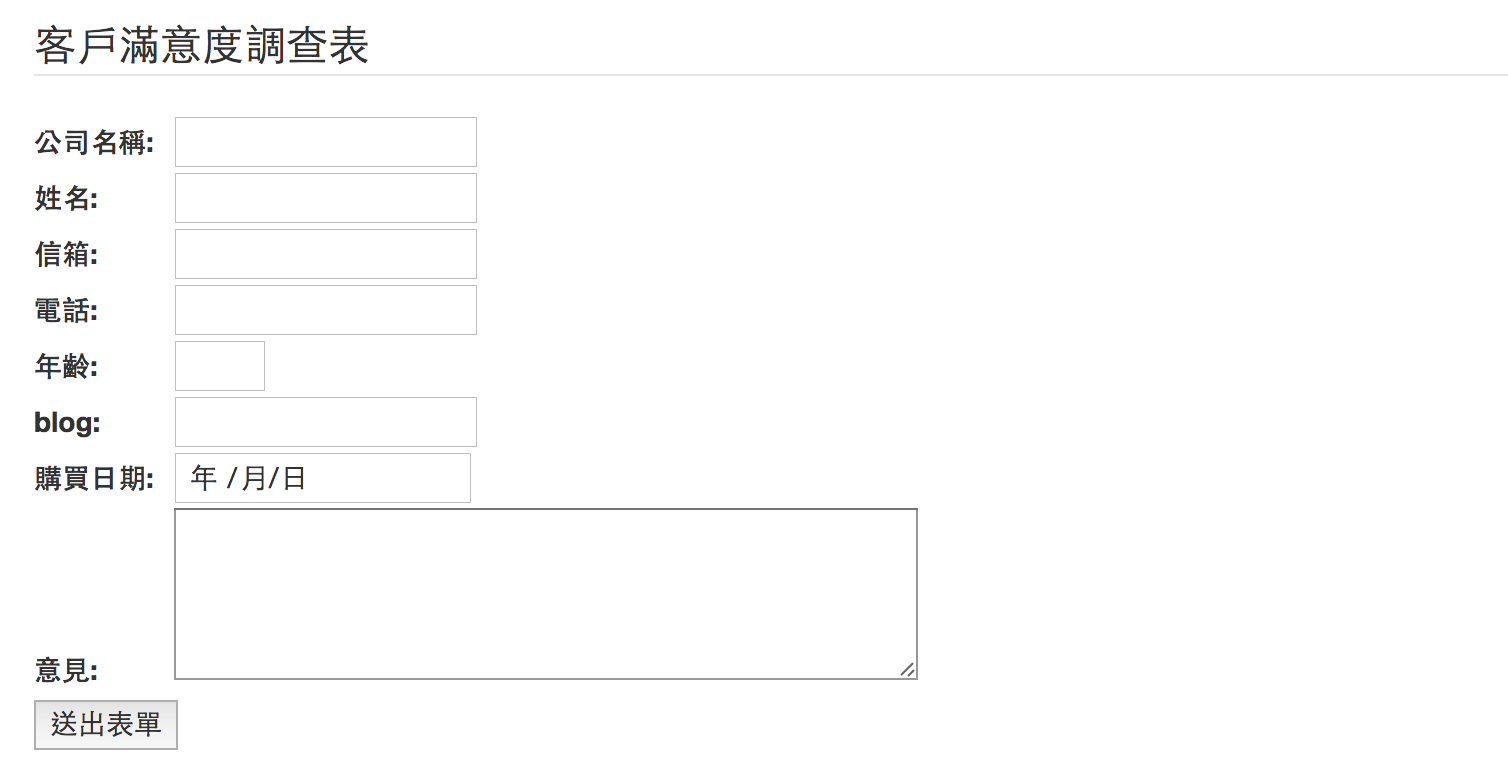 客戶滿意度調查表
公司名稱:
姓名:
信箱:
電話:
年齡:
blog:
購買日期: 年 /月/日
意見:
送出表單